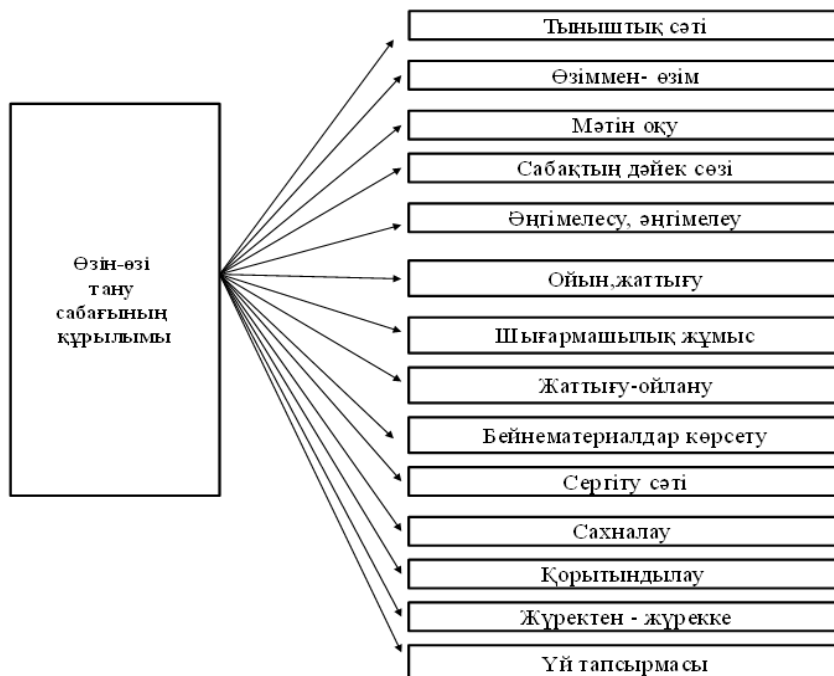 Тыныштық сәті
Өзіммен- өзім
Мәтін оқу
Сабақтың дәйек сөзі
Әңгімелесу, әңгімелеу
Өзін-өзі
тану
сабағының
құрылымы
Ойын,жаттығу
Шығармашылық жұмыс
Жаттығу-ойлану
Бейнематериалдар көрсету
Сергіту сәті
Сахналау
Қорытындылау
Жүректен - жүрекке
Үй тапсырмасы